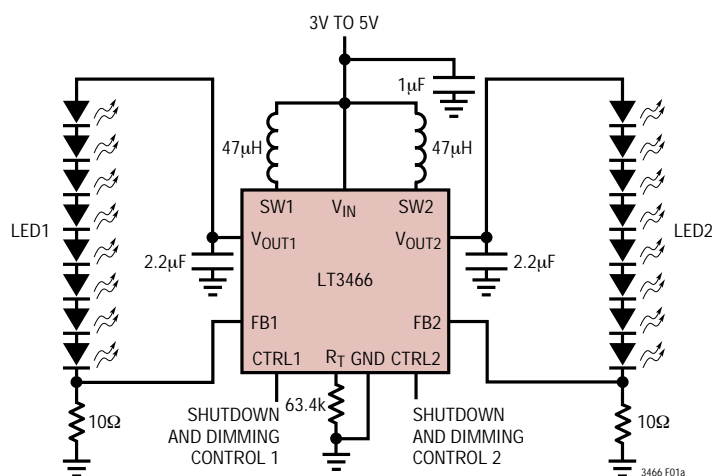 3V TO 5V
1µF
47µH
47µH
SW1
VIN
SW2
LED1
VOUT1
VOUT2
LED2
2.2µF
2.2µF
LT3466
FB1
FB2
CTRL1
RT
GND
CTRL2
63.4k
10Ω
SHUTDOWN
AND DIMMING
CONTROL 1
SHUTDOWN
AND DIMMING
CONTROL 2
10Ω
3466 F01a